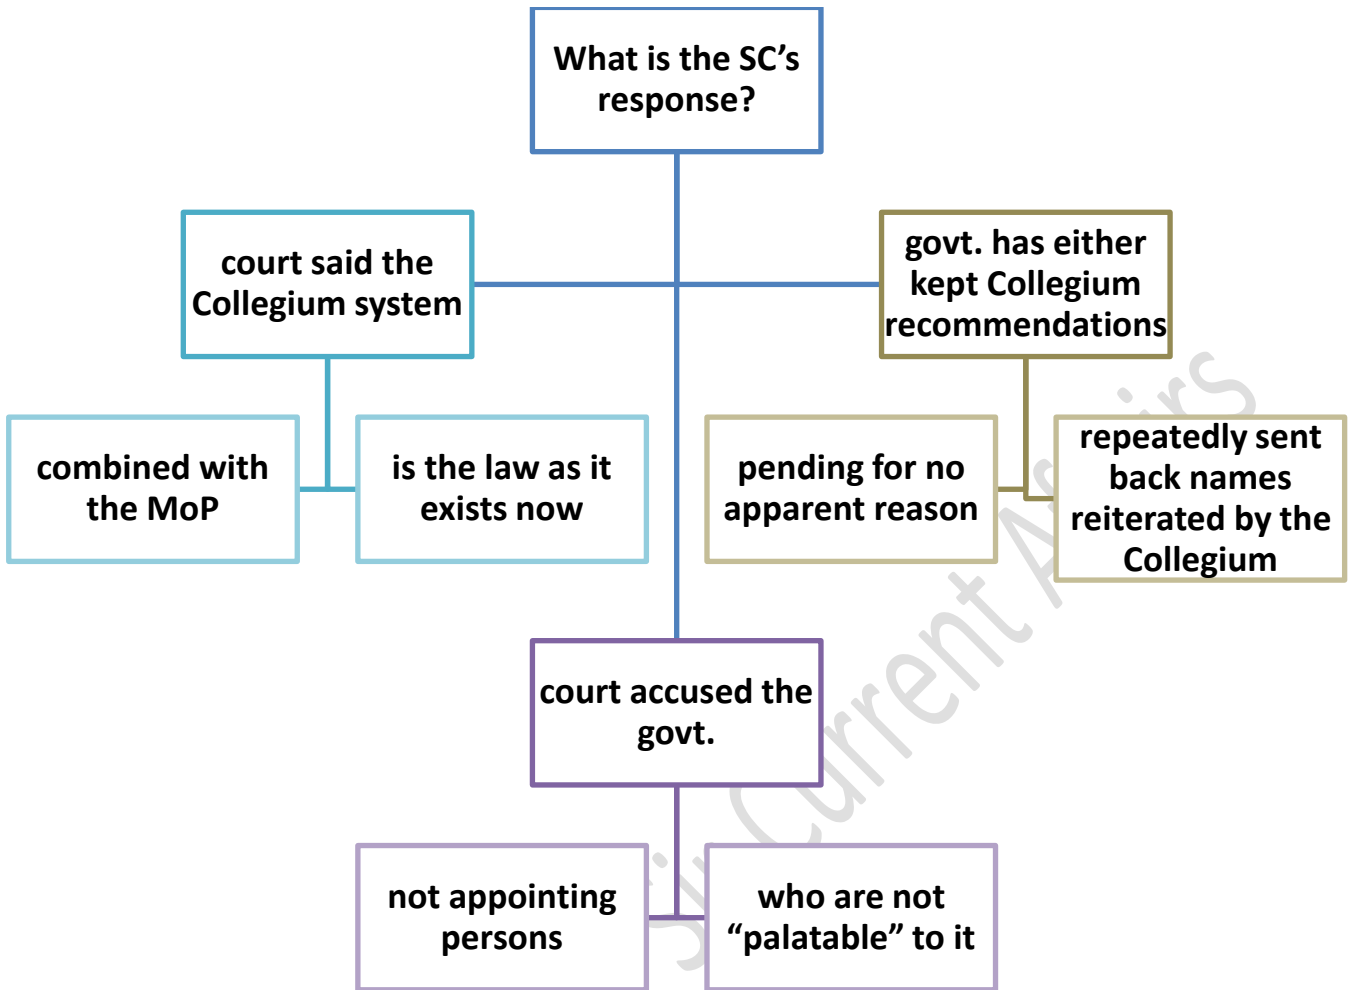 What is the SC’s
response?
court said the
Collegium system
govt. has either
kept Collegium
recommendations
combined with
the MoP
is the law as it
exists now
pending for no
apparent reason
repeatedly sent
back names
reiterated by the
Collegium
court accused the
govt.
not appointing
persons
who are not
“palatable” to it
Current